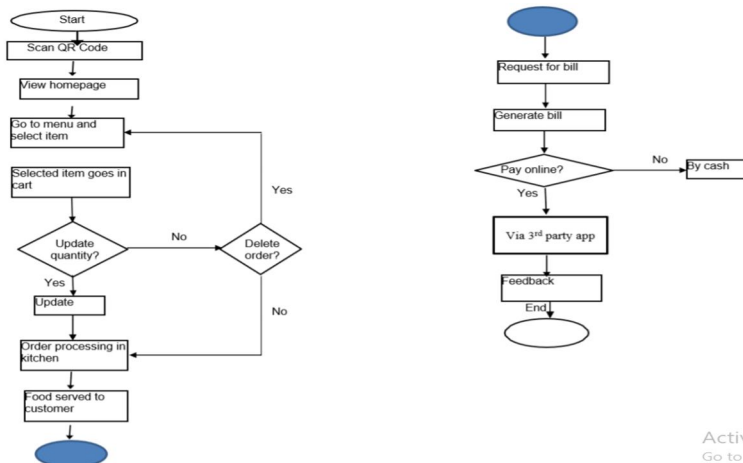 Start
Scan QR Code
View homepage
Go to menu and
select item
Selected item goes in
cart
Update
quantity?
No
Delete
order?
Yes
Yes
Update
No
Order processing in
kitchen
Food served to
customer
Request for bill
Generate bill
Pay online?
No
By cash
Yes
Via 3rd party app
Feedback
End
Go to